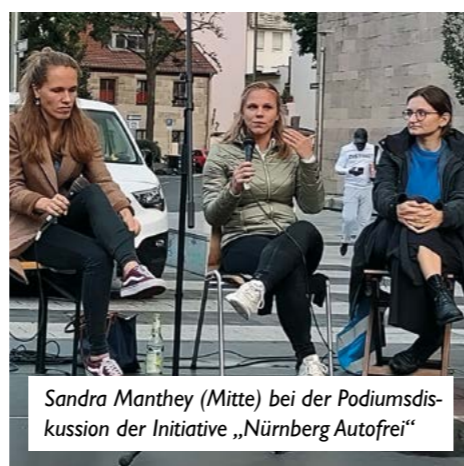 Sandra Manthey (Mitte) bei der Podiumsdis-
kussion der Initiative „Nürnberg Autofrei“